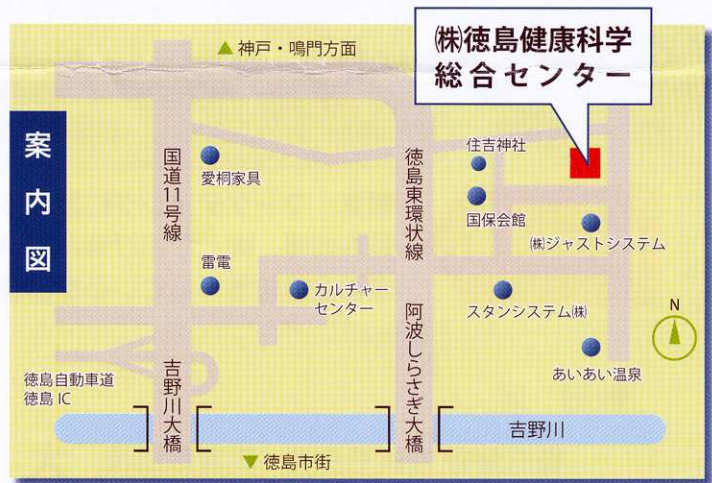 ▲神戸・鳴門方面
㈱徳島健康科学
総合センター
案内図
国道11号線
愛桐家具
徳島東環状線
住吉神社
国保会館
㈱ジャストシステム
雷電
カルチャー
センター
スタンシステム㈱
N
あいあい温泉
徳島自動車道
徳島 IC
吉野川大橋
阿波しらさぎ大橋
吉野川
▼徳島市街